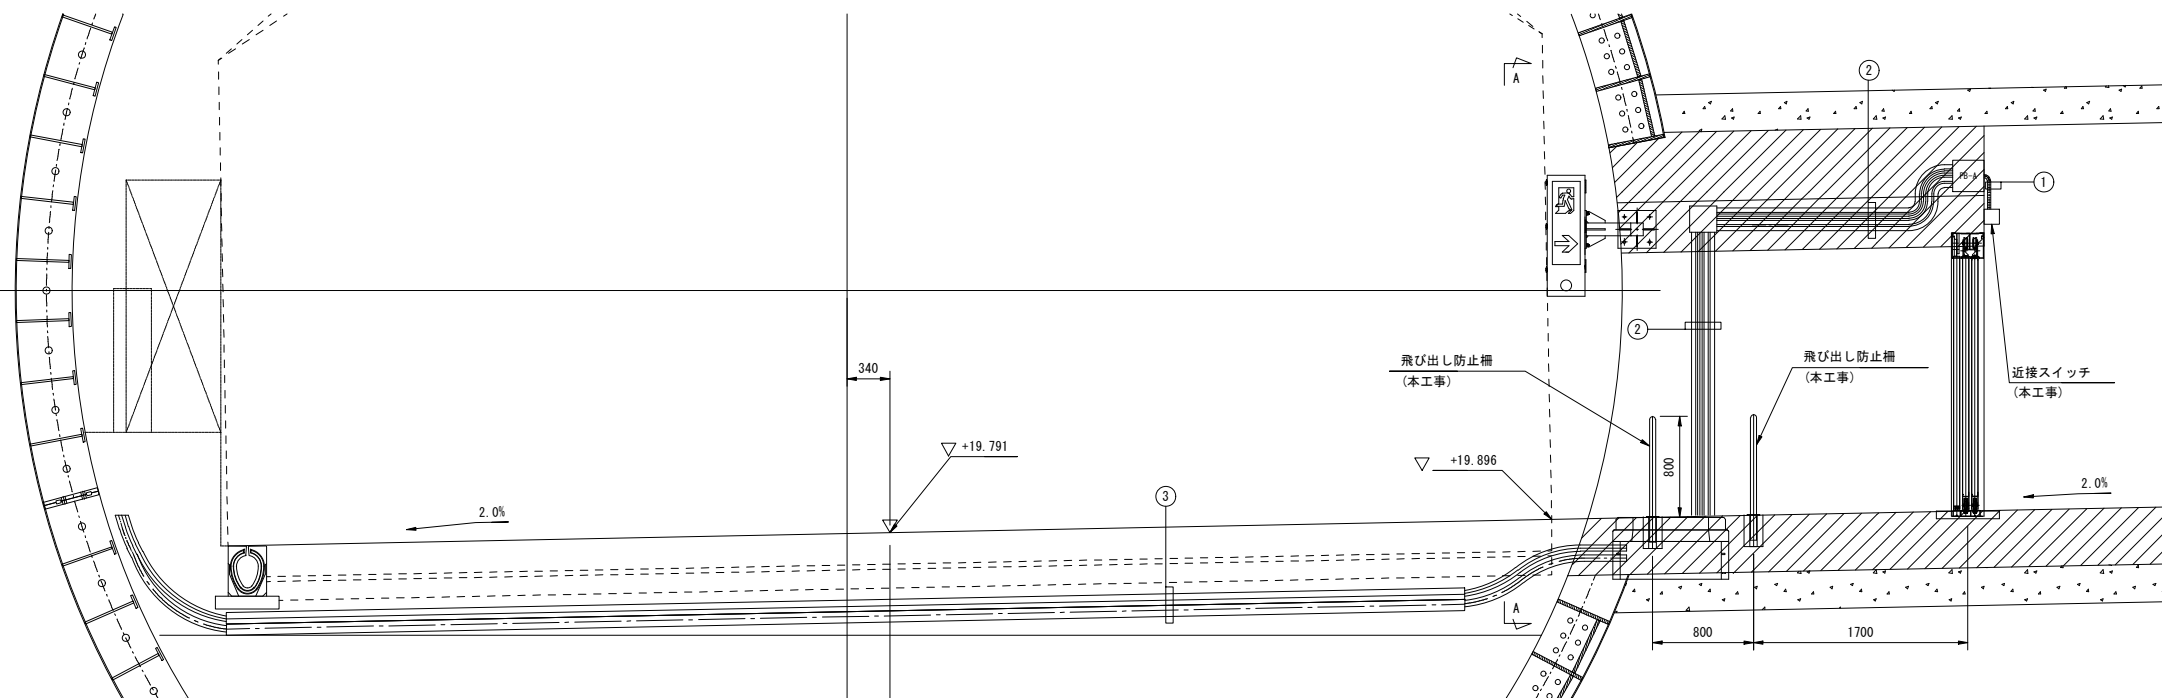 A
②
PB-A
①
②
340
飛び出し防止柵
(本工事)
飛び出し防止柵
(本工事)
近接スイッチ
(本工事)
+19.791
+19.896
800
③
2.0%
2.0%
A
800
1700